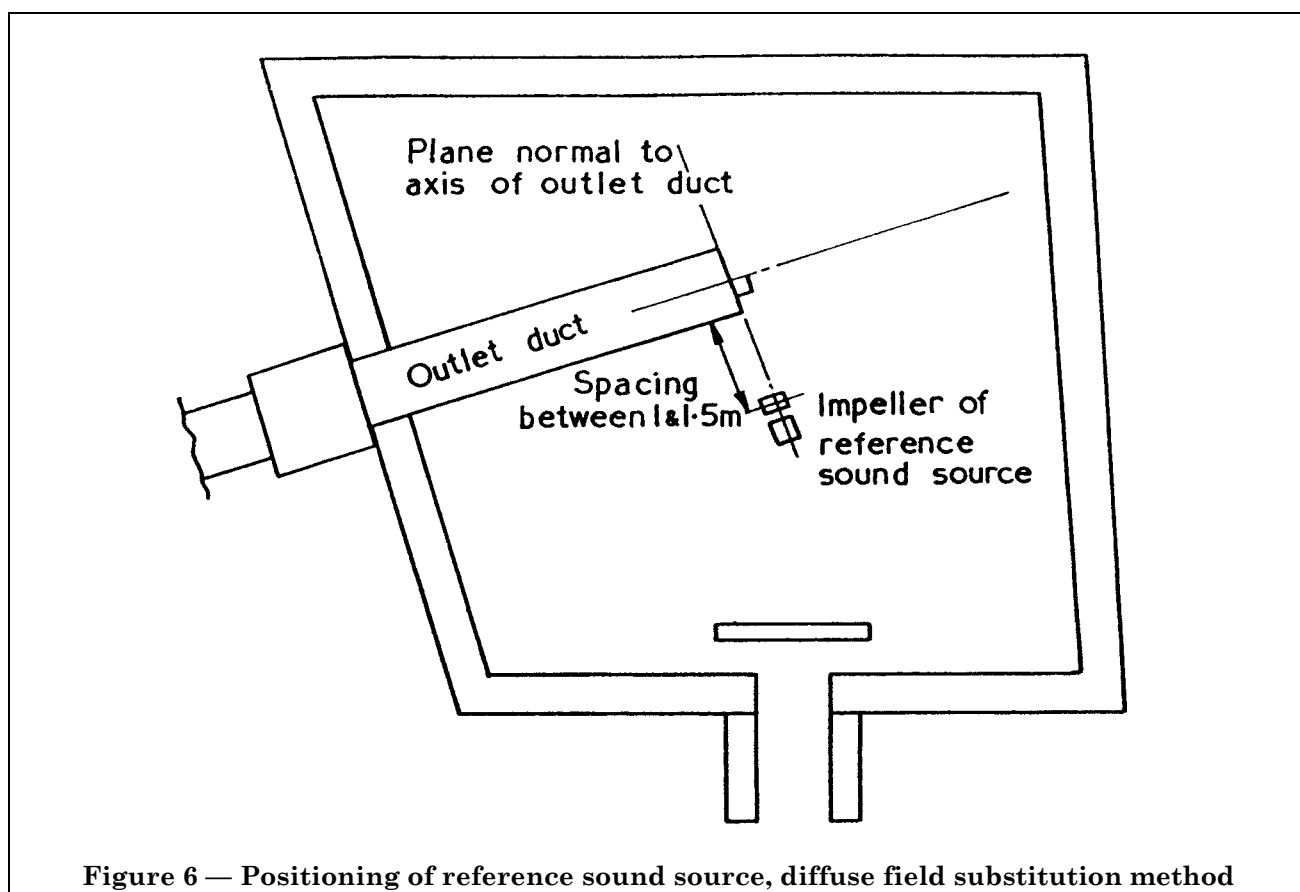 Plane normal to
axis of outlet duct
Outlet duct
Spacing
between 1&1·5m
Impeller of
reference
sound source
Figure 6 — Positioning of reference sound source, diffuse field substitution method